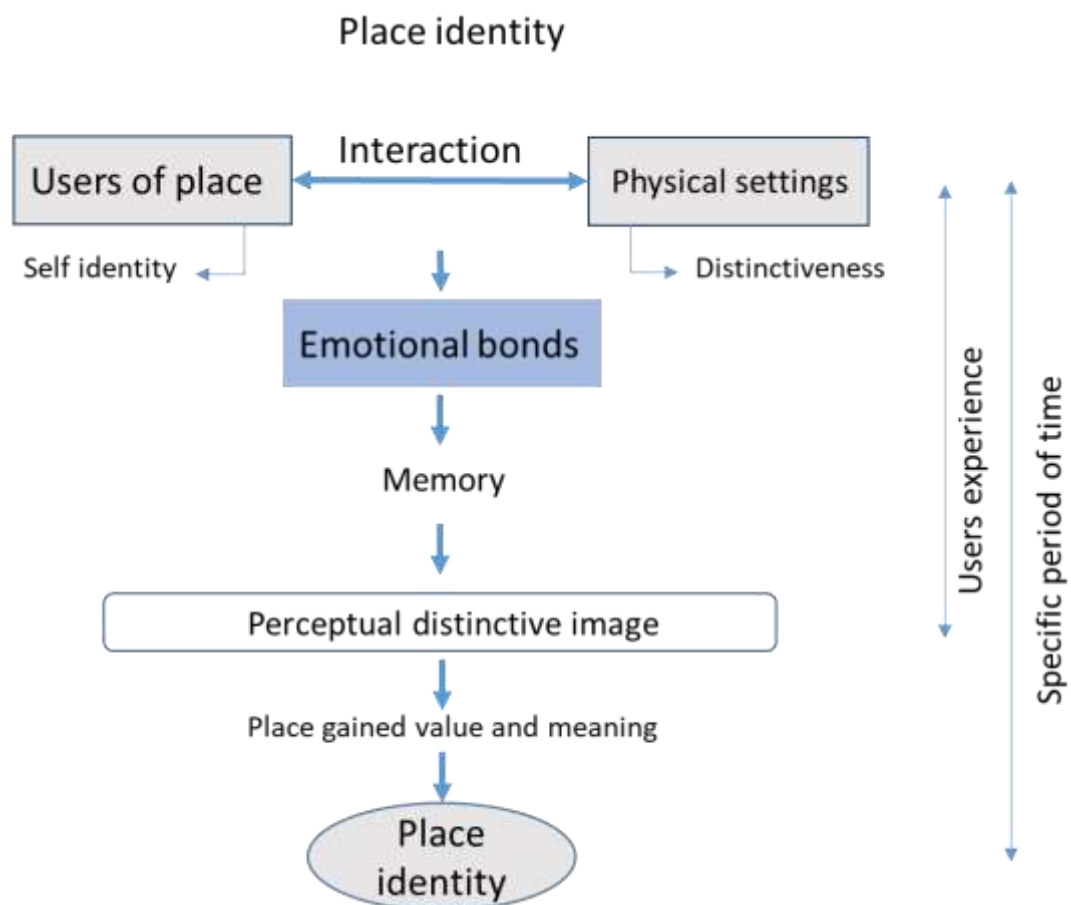 Place identity
Interaction
Users of place
Physical settings
Self identity
Distinctiveness
Emotional bonds
Memory
Perceptual distinctive image
Place gained value and meaning
Place
identity
Users experience
Specific period of time